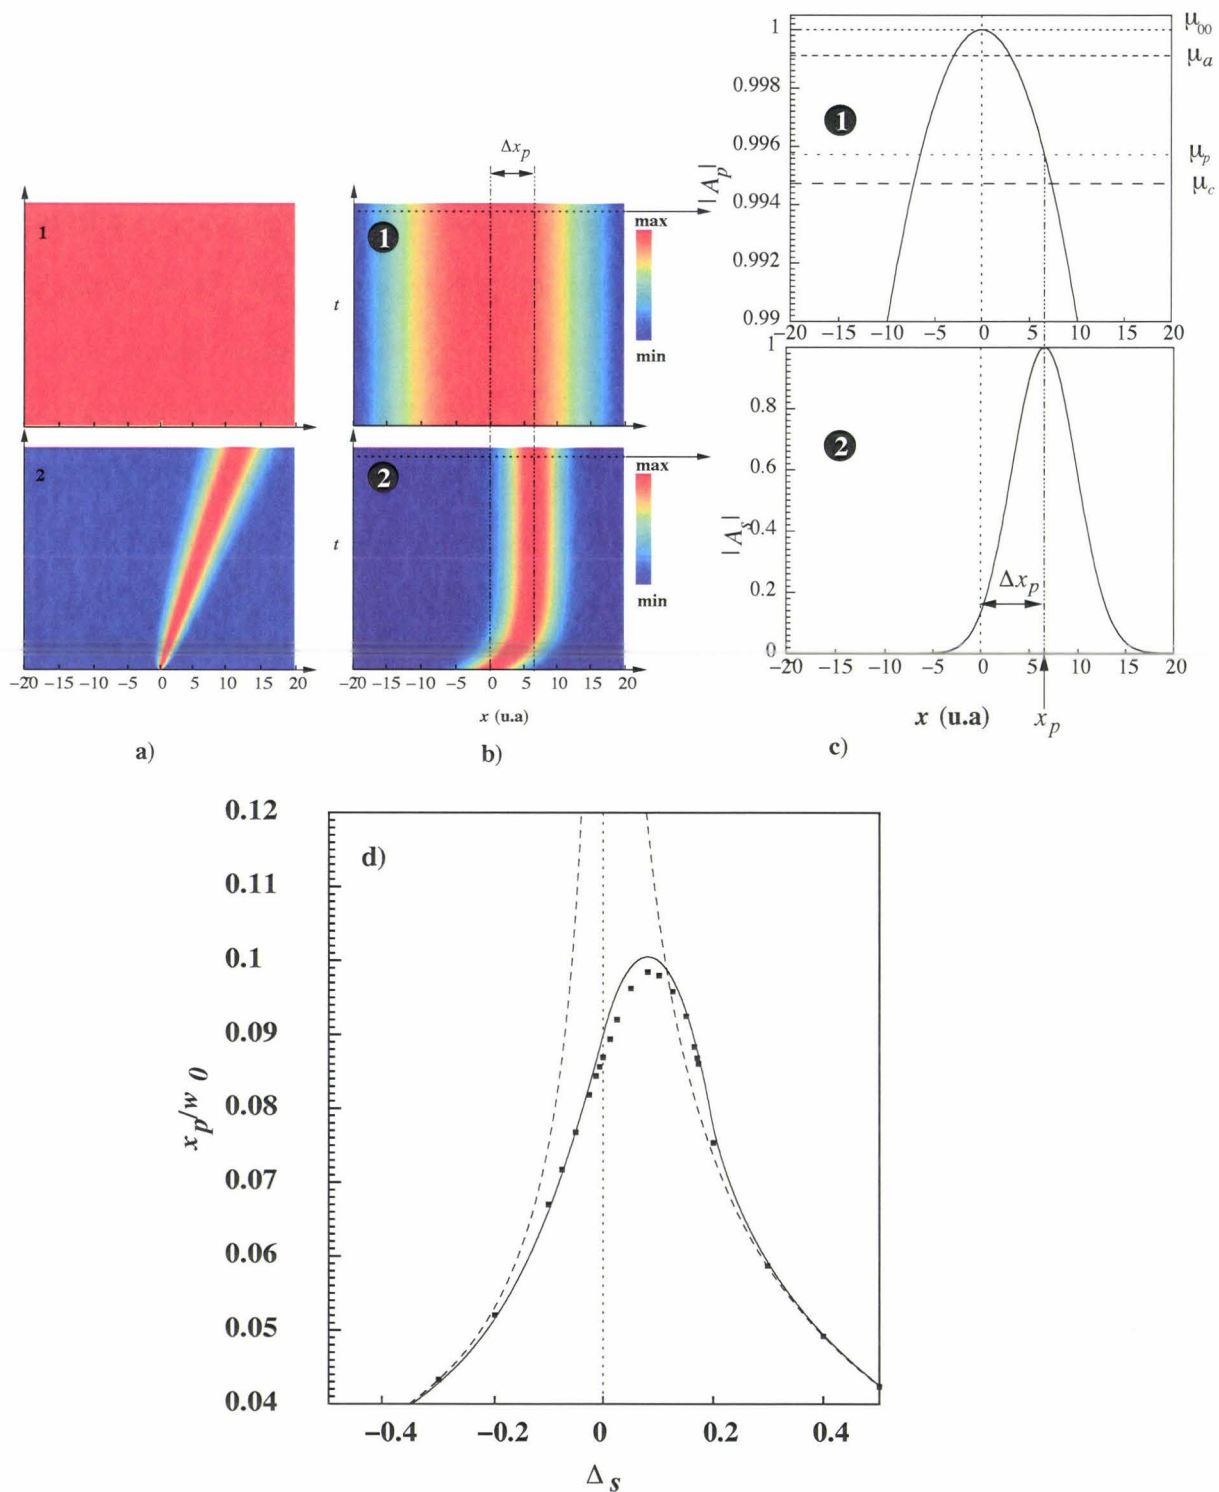 1
0.998
0.996
0.994
0.992
0.99
|A_p|
μ_00
μ_a
μ_p
μ_c
1
−20 −15 −10 −5 0 5 10 15 20
Δx_p
1
1
t
max
min
2
2
t
max
min
−20 −15 −10 −5 0 5 10 15 20
−20 −15 −10 −5 0 5 10 15 20
x (u.a)
a)
b)
1
0.8
0.6
0.4
0.2
0
|A_s|
2
Δx_p
−20 −15 −10 −5 0 5 10 15 20
x (u.a)
x_p
c)
d)
0.12
0.11
0.1
0.09
0.08
0.07
0.06
0.05
0.04
x_p/w_0
−0.4 −0.2 0 0.2 0.4
Δ_s